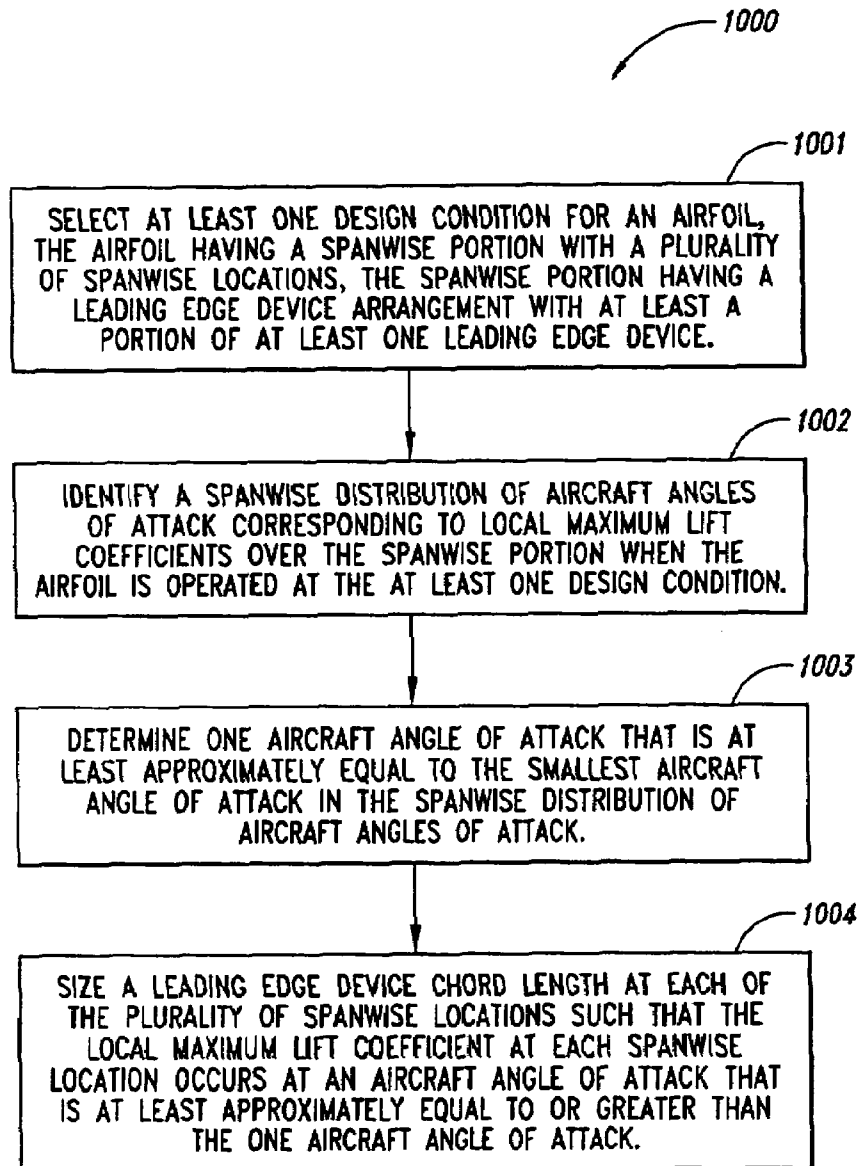 1000
1001
SELECT AT LEAST ONE DESIGN CONDITION FOR AN AIRFOIL,
THE AIRFOIL HAVING A SPANWISE PORTION WITH A PLURALITY
OF SPANWISE LOCATIONS, THE SPANWISE PORTION HAVING A
LEADING EDGE DEVICE ARRANGEMENT WITH AT LEAST A
PORTION OF AT LEAST ONE LEADING EDGE DEVICE.
1002
IDENTIFY A SPANWISE DISTRIBUTION OF AIRCRAFT ANGLES
OF ATTACK CORRESPONDING TO LOCAL MAXIMUM LIFT
COEFFICIENTS OVER THE SPANWISE PORTION WHEN THE
AIRFOIL IS OPERATED AT THE AT LEAST ONE DESIGN CONDITION.
1003
DETERMINE ONE AIRCRAFT ANGLE OF ATTACK THAT IS AT
LEAST APPROXIMATELY EQUAL TO THE SMALLEST AIRCRAFT
ANGLE OF ATTACK IN THE SPANWISE DISTRIBUTION OF
AIRCRAFT ANGLES OF ATTACK.
1004
SIZE A LEADING EDGE DEVICE CHORD LENGTH AT EACH OF
THE PLURALITY OF SPANWISE LOCATIONS SUCH THAT THE
LOCAL MAXIMUM LIFT COEFFICIENT AT EACH SPANWISE
LOCATION OCCURS AT AN AIRCRAFT ANGLE OF ATTACK THAT
IS AT LEAST APPROXIMATELY EQUAL TO OR GREATER THAN
THE ONE AIRCRAFT ANGLE OF ATTACK.